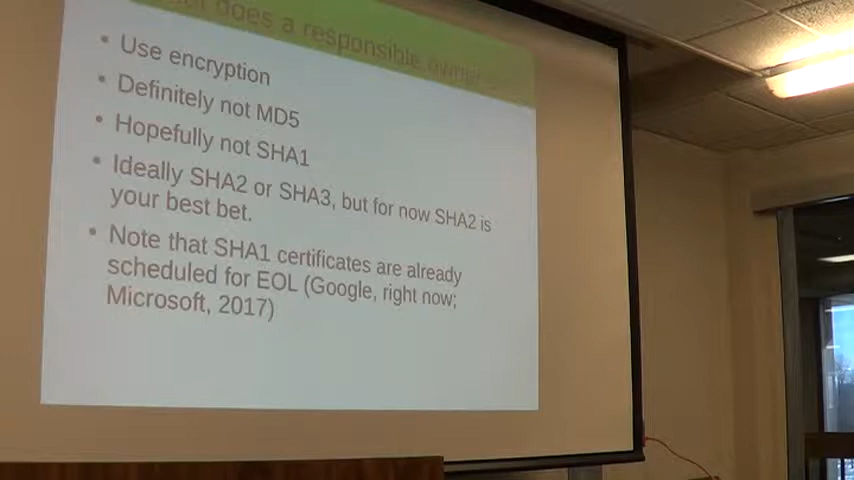 does a responsible owner
• Use encryption
• Definitely not MD5
• Hopefully not SHA1
• Ideally SHA2 or SHA3, but for now SHA2 is
your best bet.
• Note that SHA1 certificates are already
scheduled for EOL (Google, right now;
Microsoft, 2017)